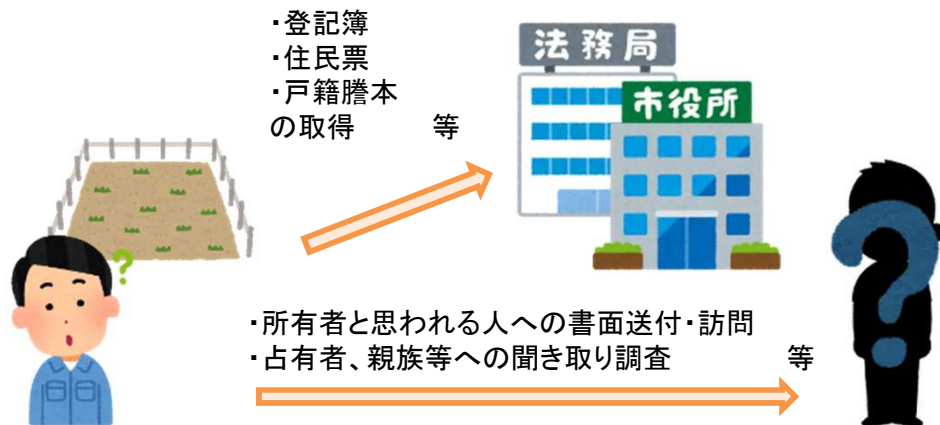 ・登記簿
・住民票
・戸籍謄本
の取得　　　等
法務局
市役所
?
?
・所有者と思われる人への書面送付・訪問
・占有者、親族等への聞き取り調査　　　　等